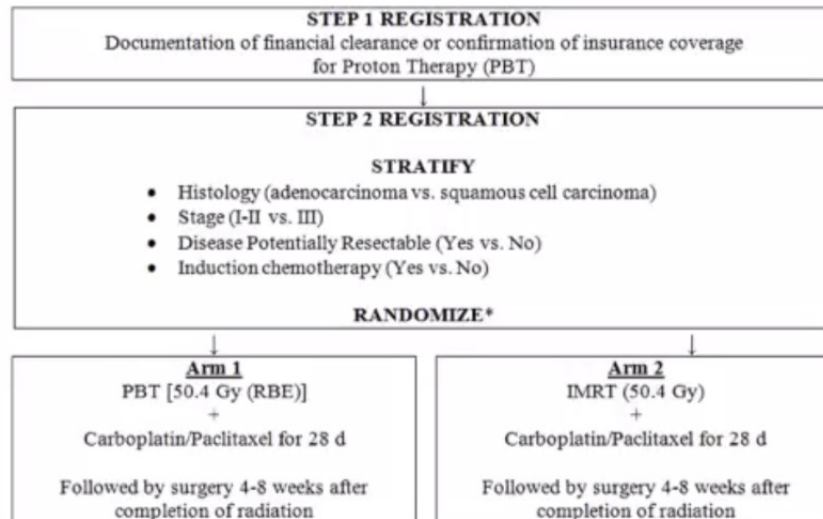 STEP 1 REGISTRATION
Documentation of financial clearance or confirmation of insurance coverage
for Proton Therapy (PBT)
STEP 2 REGISTRATION
STRATIFY
• Histology (adenocarcinoma vs. squamous cell carcinoma)
• Stage (I-II vs. III)
• Disease Potentially Resectable (Yes vs. No)
• Induction chemotherapy (Yes vs. No)
RANDOMIZE*
Arm 1
PBT [50.4 Gy (RBE)]
+
Carboplatin/Paclitaxel for 28 d
Followed by surgery 4-8 weeks after
completion of radiation
Arm 2
IMRT (50.4 Gy)
+
Carboplatin/Paclitaxel for 28 d
Followed by surgery 4-8 weeks after
completion of radiation